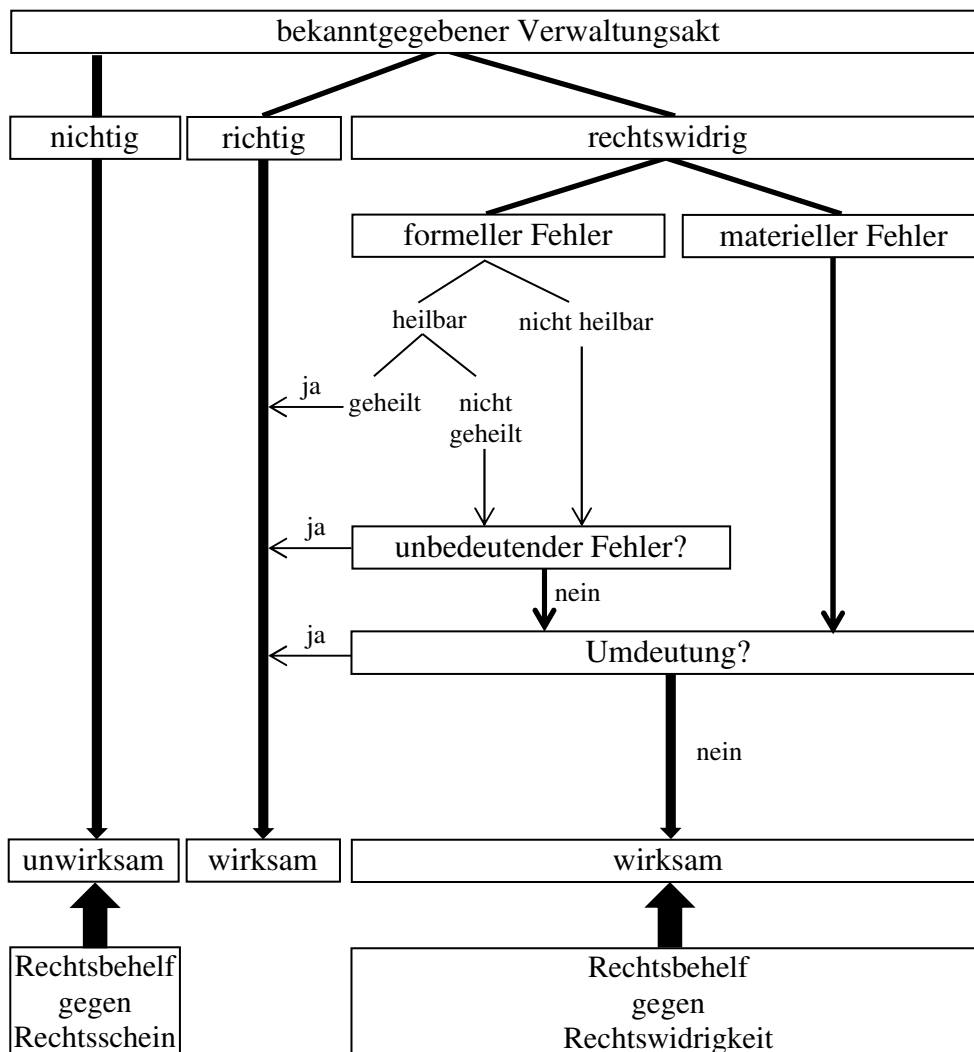 bekanntgegebener Verwaltungsakt
nichtig
richtig
rechtswidrig
formeller Fehler
materieller Fehler
heilbar
nicht heilbar
ja
geheilt
nicht
geheilt
ja
unbedeutender Fehler?
nein
ja
Umdeutung?
nein
unwirksam
wirksam
wirksam
Rechtsbehelf
gegen
Rechtsschein
Rechtsbehelf
gegen
Rechtswidrigkeit